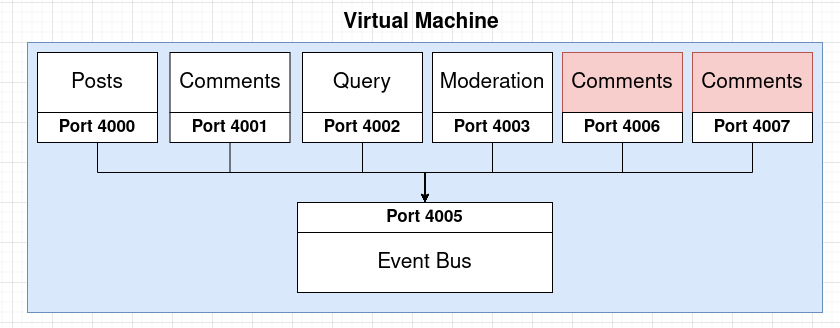 Virtual Machine
Posts
Comments
Query
Moderation
Comments
Comments
Port 4000
Port 4001
Port 4002
Port 4003
Port 4006
Port 4007
Port 4005
Event Bus